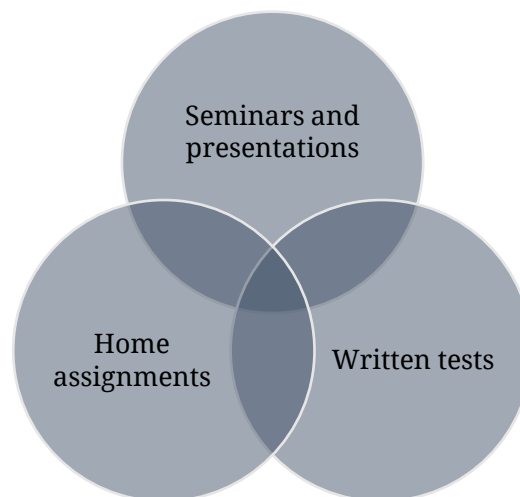 Seminars and
presentations
Home
assignments
Written tests